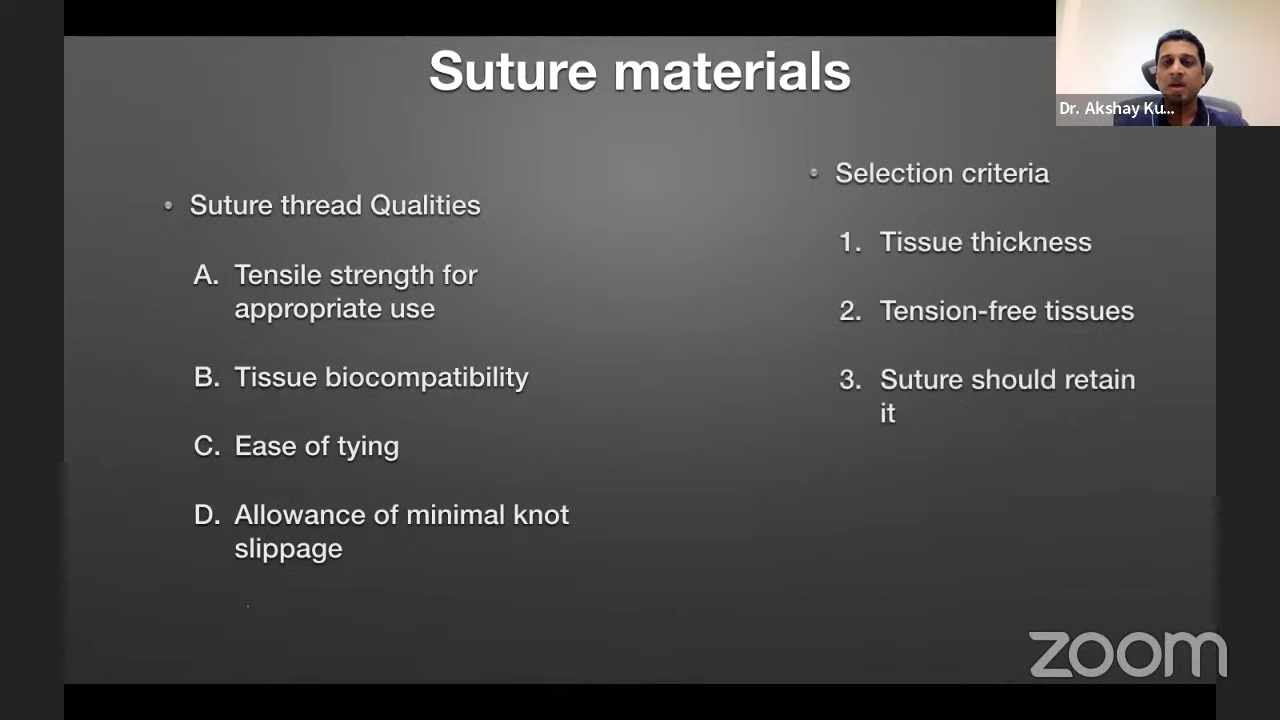 Suture materials
Dr. Akshay Ku...
Suture thread Qualities
A. Tensile strength for
appropriate use
B. Tissue biocompatibility
C. Ease of tying
D. Allowance of minimal knot
slippage
Selection criteria
1. Tissue thickness
2. Tension-free tissues
3. Suture should retain
it
zoom